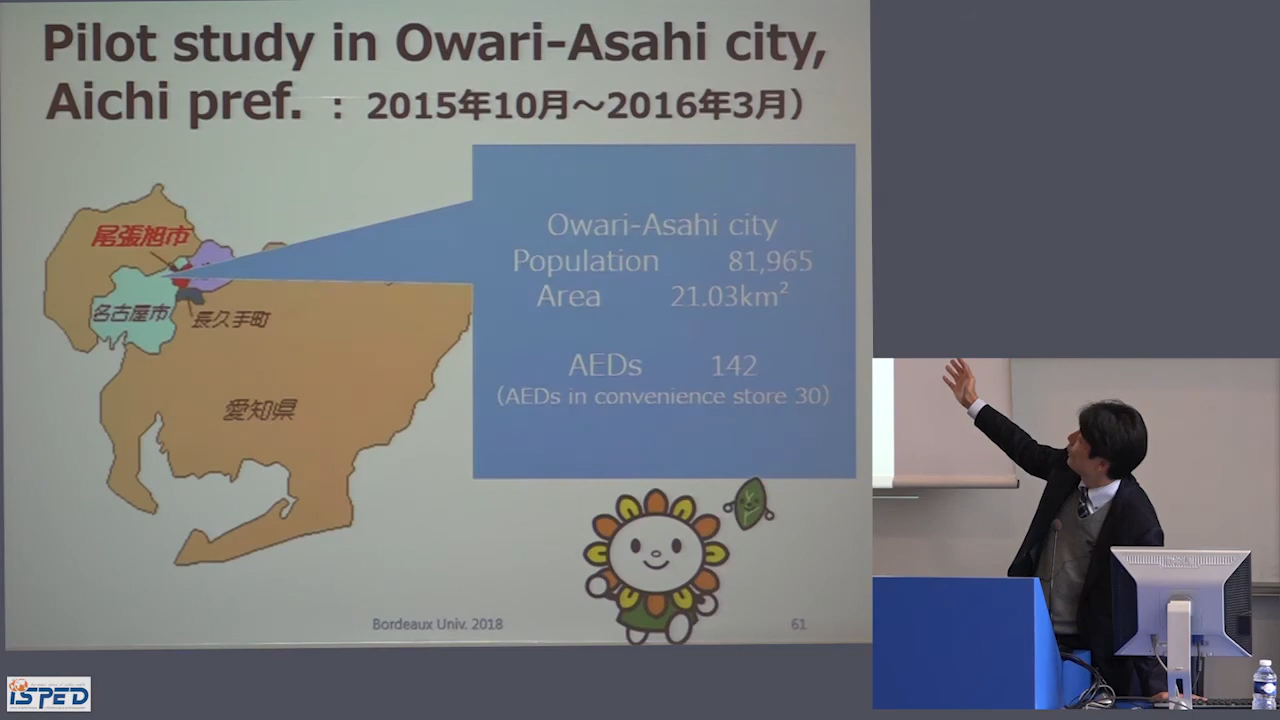 Pilot study in Owari-Asahi city,
Aichi pref. : 2015年10月～2016年3月）
Owari-Asahi city
Population 81,965
Area 21.03km²
AEDs 142
（AEDs in convenience store 30）
尾張旭市
名古屋市
長久手町
愛知県
Bordeaux Univ. 2018
61
ISPED